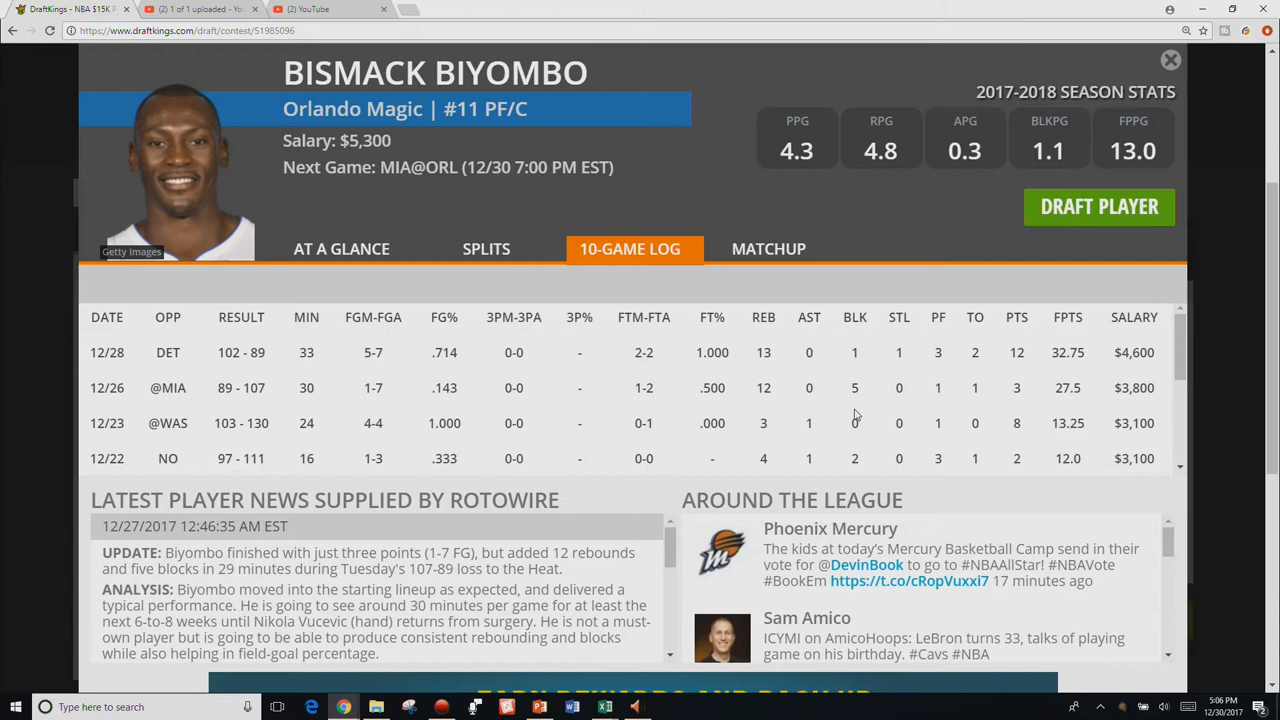 DraftKings - NBA $15K P
(2) 1 of 1 uploaded - You
(2) YouTube
https://www.draftkings.com/draft/contest/51985096
BISMACK BIYOMBO
Orlando Magic | #11 PF/C
Salary: $5,300
Next Game: MIA@ORL (12/30 7:00 PM EST)
2017-2018 SEASON STATS
PPG RPG APG BLKPG FPPG
4.3 4.8 0.3 1.1 13.0
DRAFT PLAYER
Getty Images
AT A GLANCE SPLITS 10-GAME LOG MATCHUP
DATE OPP RESULT MIN FGM-FGA FG% 3PM-3PA 3P% FTM-FTA FT% REB AST BLK STL PF TO PTS FPTS SALARY
12/28 DET 102 - 89 33 5-7 .714 0-0 - 2-2 1.000 13 0 1 1 3 2 12 32.75 $4,600
12/26 @MIA 89 - 107 30 1-7 .143 0-0 - 1-2 .500 12 0 5 0 1 1 3 27.5 $3,800
12/23 @WAS 103 - 130 24 4-4 1.000 0-0 - 0-1 .000 3 1 0 0 1 0 8 13.25 $3,100
12/22 NO 97 - 111 16 1-3 .333 0-0 - 0-0 - 4 1 2 0 3 1 2 12.0 $3,100
LATEST PLAYER NEWS SUPPLIED BY ROTOWIRE
12/27/2017 12:46:35 AM EST
UPDATE: Biyombo finished with just three points (1-7 FG), but added 12 rebounds
and five blocks in 29 minutes during Tuesday's 107-89 loss to the Heat.
ANALYSIS: Biyombo moved into the starting lineup as expected, and delivered a
typical performance. He is going to see around 30 minutes per game for at least the
next 6-to-8 weeks until Nikola Vucevic (hand) returns from surgery. He is not a must-
own player but is going to be able to produce consistent rebounding and blocks
while also helping in field-goal percentage.
AROUND THE LEAGUE
Phoenix Mercury
The kids at today's Mercury Basketball Camp send in their
vote for @DevinBook to go to #NBAAllStar! #NBAVote
#BookEm https://t.co/cRopVuxxi7 17 minutes ago
Sam Amico
ICYMI on AmicoHoops: LeBron turns 33, talks of playing
game on his birthday. #Cavs #NBA
Type here to search
5:06 PM
12/30/2017